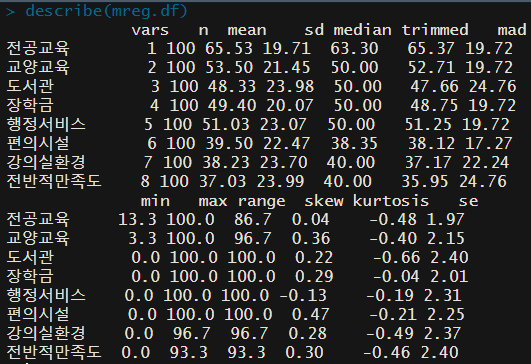 > describe(mreg.df)
vars n mean sd median trimmed mad
전공교육 1 100 65.53 19.71 63.30 65.37 19.72
교양교육 2 100 53.50 21.45 50.00 52.71 19.72
도서관 3 100 48.33 23.98 50.00 47.66 24.76
장학금 4 100 49.40 20.07 50.00 48.75 19.72
행정서비스 5 100 51.03 23.07 50.00 51.25 19.72
편의시설 6 100 39.50 22.47 38.35 38.12 17.27
강의실환경 7 100 38.23 23.70 40.00 37.17 22.24
전반적만족도 8 100 37.03 23.99 40.00 35.95 24.76
min max range skew kurtosis se
전공교육 13.3 100.0 86.7 0.04 -0.48 1.97
교양교육 3.3 100.0 96.7 0.36 -0.40 2.15
도서관 0.0 100.0 100.0 0.22 -0.66 2.40
장학금 0.0 100.0 100.0 0.29 -0.04 2.01
행정서비스 0.0 100.0 100.0 -0.13 -0.19 2.31
편의시설 0.0 100.0 100.0 0.47 -0.21 2.25
강의실환경 0.0 96.7 96.7 0.28 -0.49 2.37
전반적만족도 0.0 93.3 93.3 0.30 -0.46 2.40